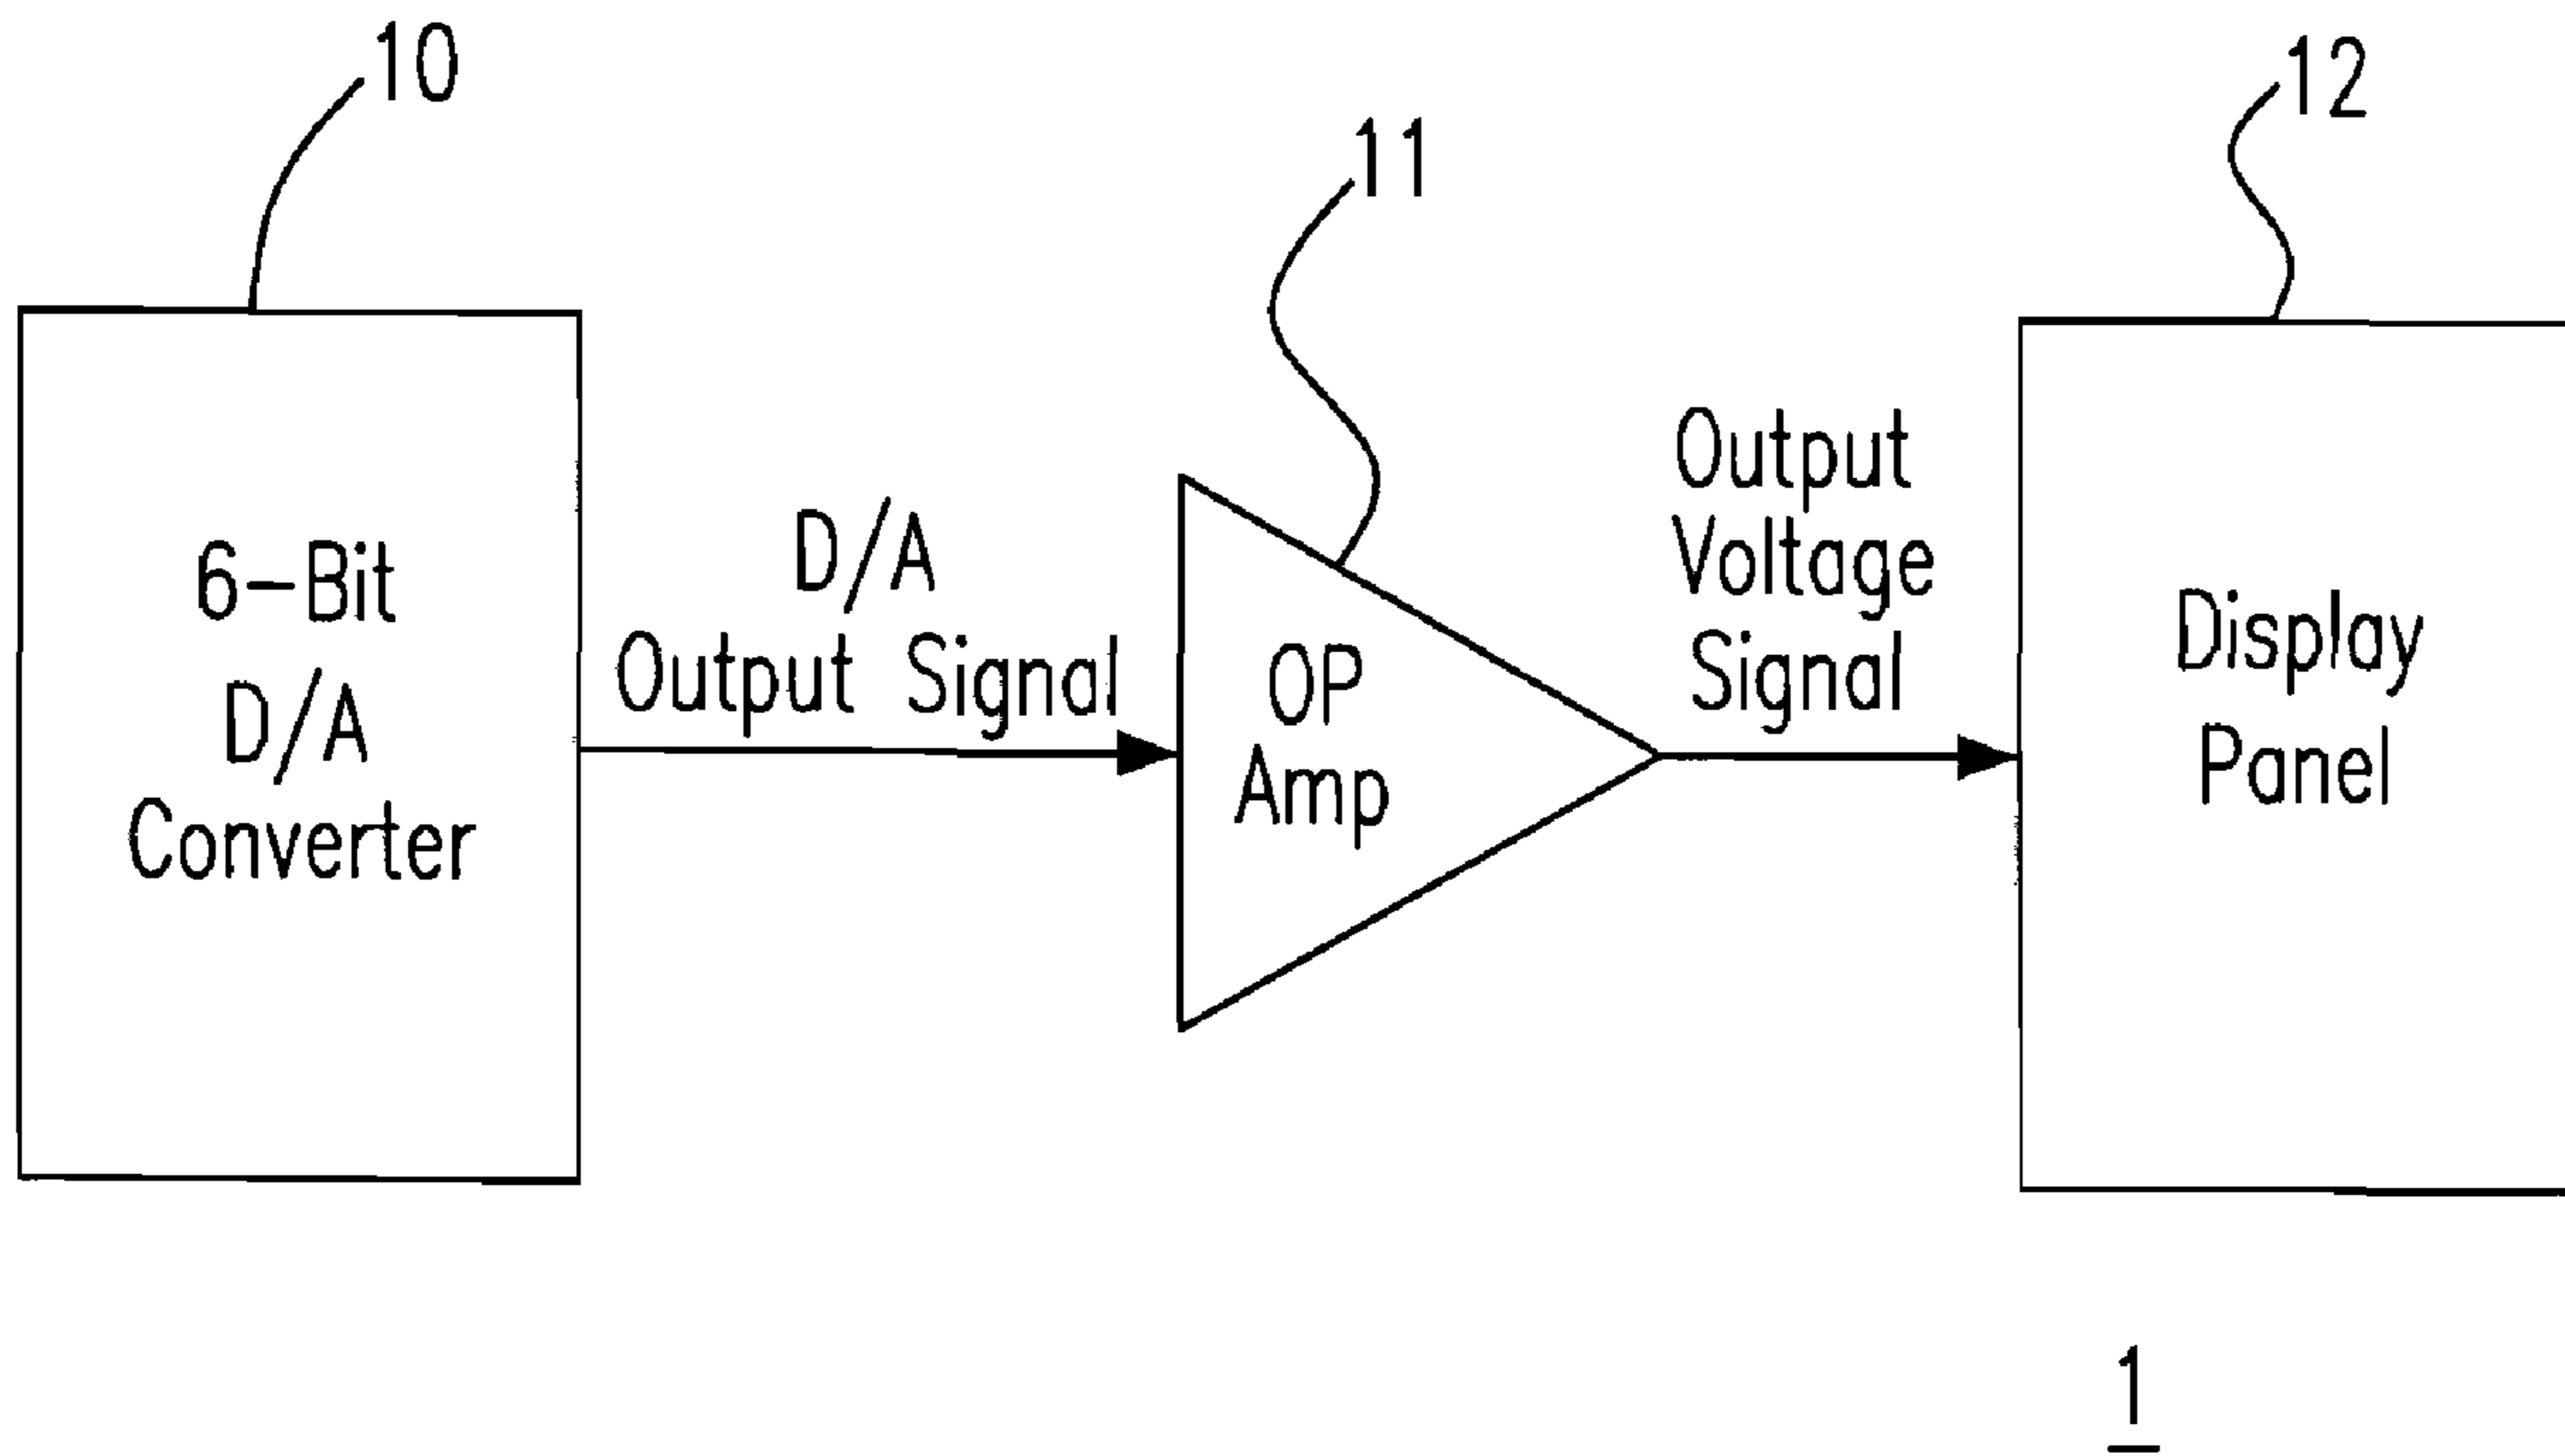 10
11
12
6-Bit
D/A
Converter
D/A
Output Signal
OP
Amp
Output
Voltage
Signal
Display
Panel
1